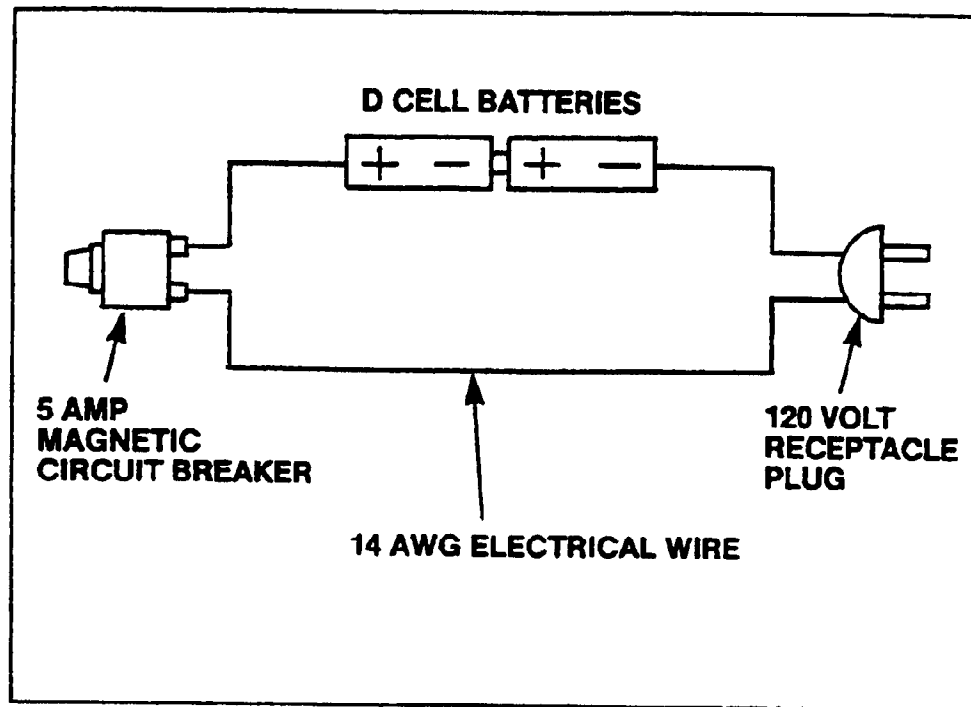 D CELL BATTERIES
+ − + −
5 AMP
MAGNETIC
CIRCUIT BREAKER
120 VOLT
RECEPTACLE
PLUG
14 AWG ELECTRICAL WIRE